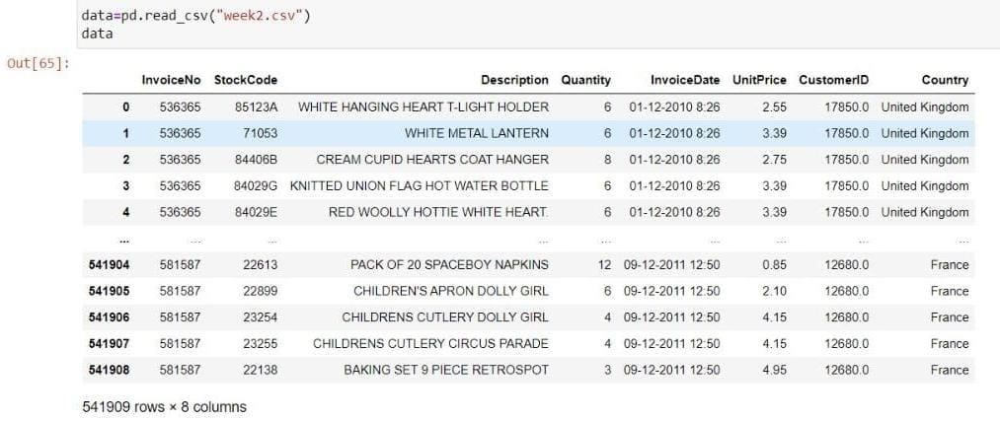 data=pd.read_csv("week2.csv")
data
Out[65]:
InvoiceNo StockCode Description Quantity InvoiceDate UnitPrice CustomerID Country
0 536365 85123A WHITE HANGING HEART T-LIGHT HOLDER 6 01-12-2010 8:26 2.55 17850.0 United Kingdom
1 536365 71053 WHITE METAL LANTERN 6 01-12-2010 8:26 3.39 17850.0 United Kingdom
2 536365 84406B CREAM CUPID HEARTS COAT HANGER 8 01-12-2010 8:26 2.75 17850.0 United Kingdom
3 536365 84029G KNITTED UNION FLAG HOT WATER BOTTLE 6 01-12-2010 8:26 3.39 17850.0 United Kingdom
4 536365 84029E RED WOOLLY HOTTIE WHITE HEART. 6 01-12-2010 8:26 3.39 17850.0 United Kingdom
... ... ... ... ... ... ... ... ...
541904 581587 22613 PACK OF 20 SPACEBOY NAPKINS 12 09-12-2011 12:50 0.85 12680.0 France
541905 581587 22899 CHILDREN'S APRON DOLLY GIRL 6 09-12-2011 12:50 2.10 12680.0 France
541906 581587 23254 CHILDRENS CUTLERY DOLLY GIRL 4 09-12-2011 12:50 4.15 12680.0 France
541907 581587 23255 CHILDRENS CUTLERY CIRCUS PARADE 4 09-12-2011 12:50 4.15 12680.0 France
541908 581587 22138 BAKING SET 9 PIECE RETROSPOT 3 09-12-2011 12:50 4.95 12680.0 France
541909 rows × 8 columns